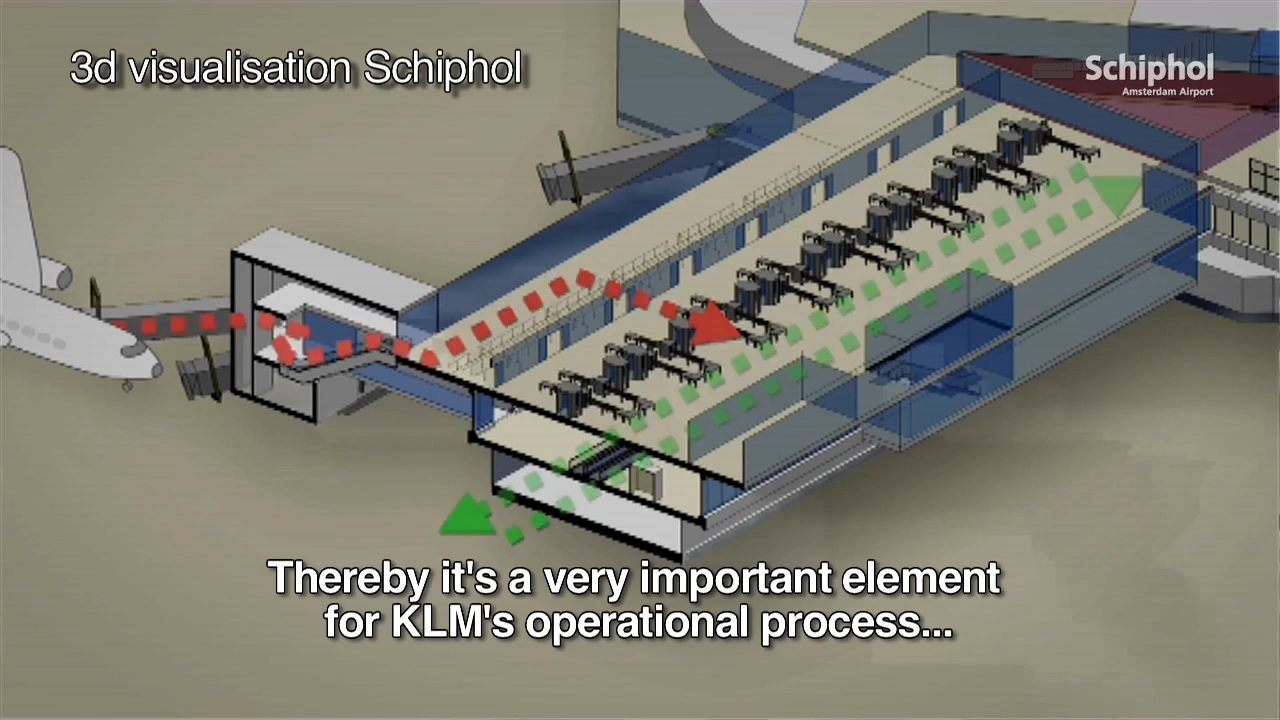 3d visualisation Schiphol
Schiphol
Amsterdam Airport
Thereby it's a very important element
for KLM's operational process...